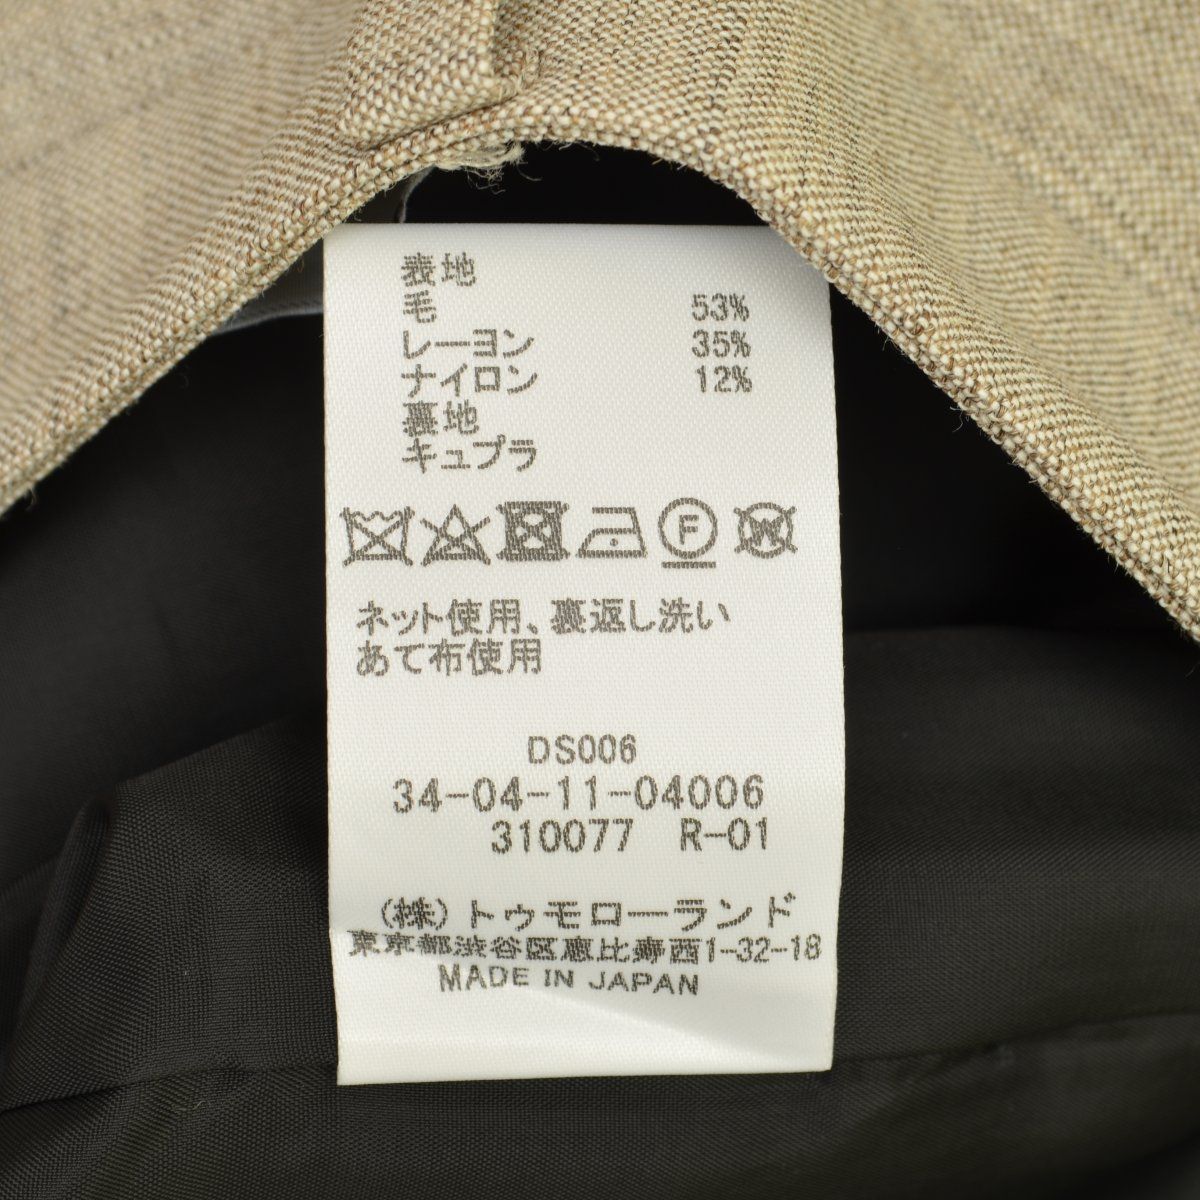 表地
毛 53%
レーヨン 35%
ナイロン 12%
裏地
キュプラ
F W
ネット使用、裏返し洗い
あて布使用
DS006
34-04-11-04006
310077 R-01
(株)トゥモローランド
東京都渋谷区恵比寿西1-32-18
MADE IN JAPAN